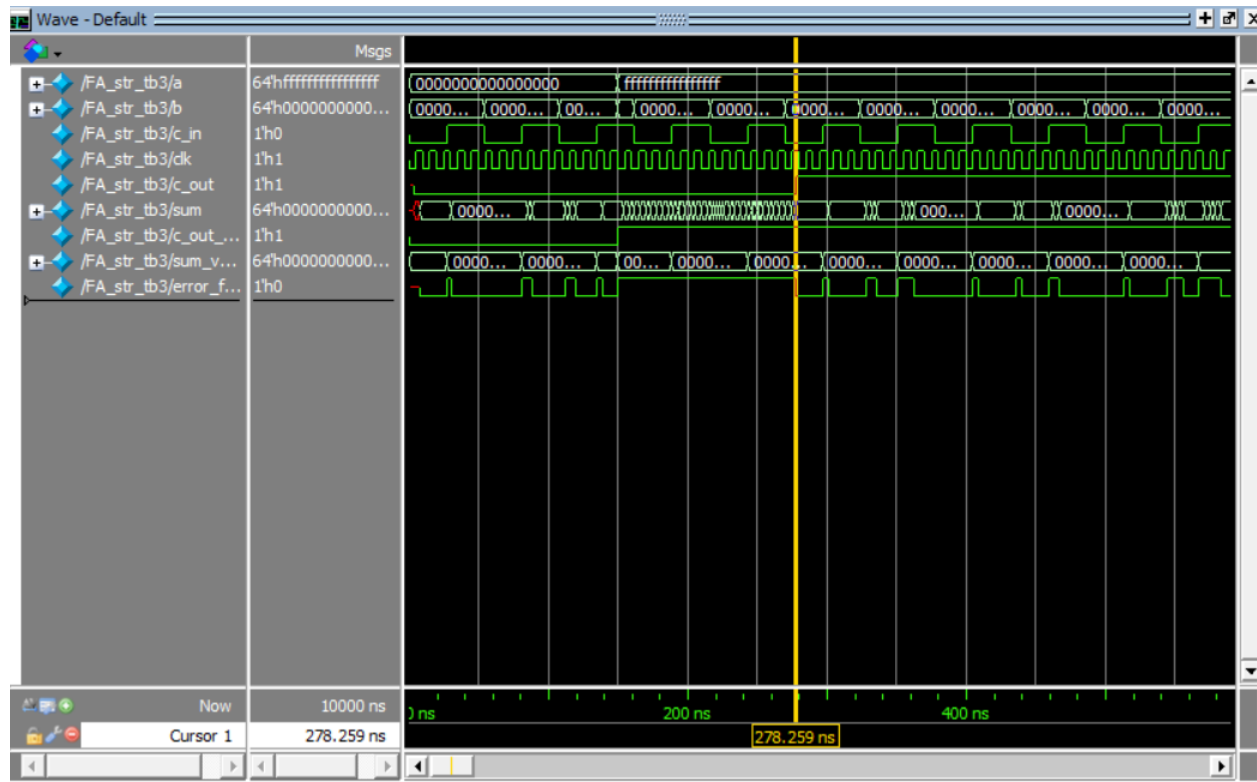 Wave - Default
Msgs
/FA_str_tb3/a 64'hffffffffffffffff 0000000000000000 ffffffffffffffff
/FA_str_tb3/b 64'h0000000000... 0000... 0000... 00... 0000... 0000... 0000... 0000... 0000... 0000... 0000... 0000...
/FA_str_tb3/c_in 1'h0
/FA_str_tb3/clk 1'h1
/FA_str_tb3/c_out 1'h1
/FA_str_tb3/sum 64'h0000000000... 0000... 000... 0000...
/FA_str_tb3/c_out_... 1'h1
/FA_str_tb3/sum_v... 64'h0000000000... 0000... 0000... 00... 0000... 0000... 0000... 0000... 0000... 0000... 0000...
/FA_str_tb3/error_f... 1'h0
Now 10000 ns ns 200 ns 400 ns
Cursor 1 278.259 ns 278.259 ns